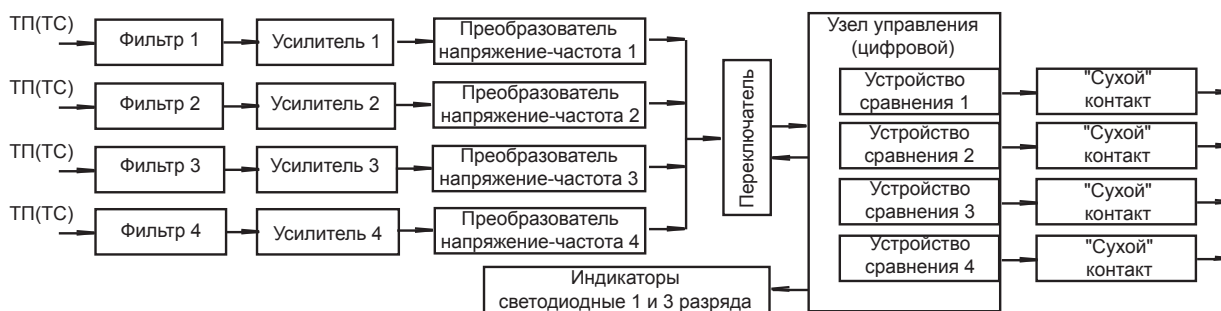 ТП(ТС)
Фильтр 1
Усилитель 1
Преобразователь
напряжение-частота 1
ТП(ТС)
Фильтр 2
Усилитель 2
Преобразователь
напряжение-частота 2
ТП(ТС)
Фильтр 3
Усилитель 3
Преобразователь
напряжение-частота 3
ТП(ТС)
Фильтр 4
Усилитель 4
Преобразователь
напряжение-частота 4
Переключатель
Узел управления
(цифровой)
Устройство
сравнения 1
"Сухой"
контакт
Устройство
сравнения 2
"Сухой"
контакт
Устройство
сравнения 3
"Сухой"
контакт
Устройство
сравнения 4
"Сухой"
контакт
Индикаторы
светодиодные 1 и 3 разряда